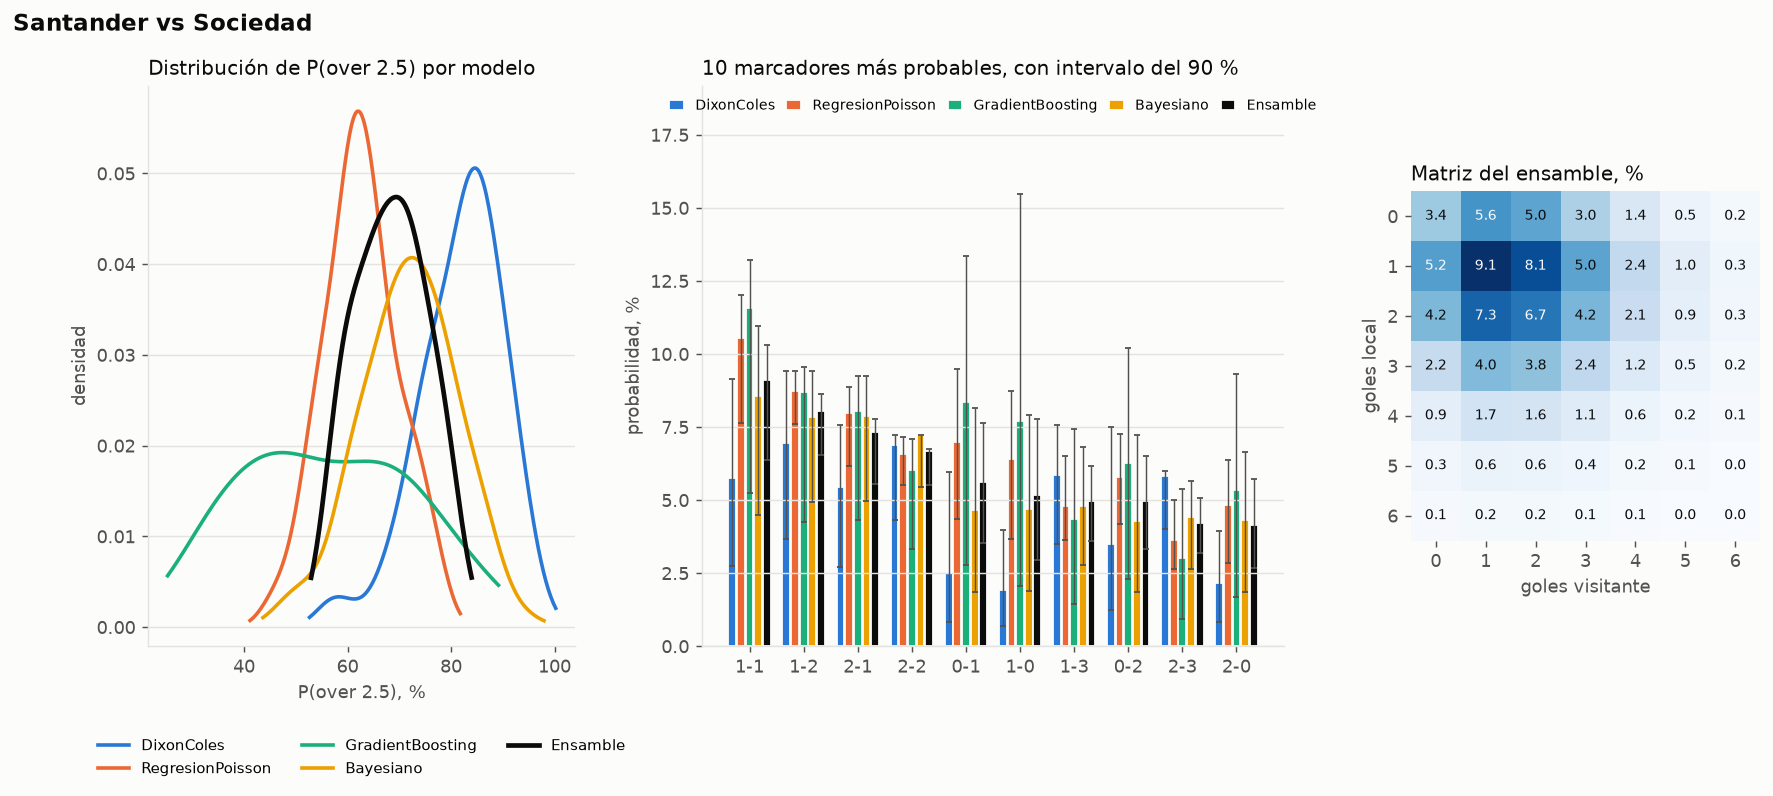 Santander vs Sociedad
Distribución de P(over 2.5) por modelo
densidad
0.05
0.04
0.03
0.02
0.01
0.00
40 60 80 100
P(over 2.5), %
DixonColes GradientBoosting Ensamble
RegresionPoisson Bayesiano
10 marcadores más probables, con intervalo del 90 %
DixonColes RegresionPoisson GradientBoosting Bayesiano Ensamble
probabilidad, %
17.5
15.0
12.5
10.0
7.5
5.0
2.5
0.0
1-1 1-2 2-1 2-2 0-1 1-0 1-3 0-2 2-3 2-0
Matriz del ensamble, %
goles local
0 3.4 5.6 5.0 3.0 1.4 0.5 0.2
1 5.2 9.1 8.1 5.0 2.4 1.0 0.3
2 4.2 7.3 6.7 4.2 2.1 0.9 0.3
3 2.2 4.0 3.8 2.4 1.2 0.5 0.2
4 0.9 1.7 1.6 1.1 0.6 0.2 0.1
5 0.3 0.6 0.6 0.4 0.2 0.1 0.0
6 0.1 0.2 0.2 0.1 0.1 0.0 0.0
0 1 2 3 4 5 6
goles visitante